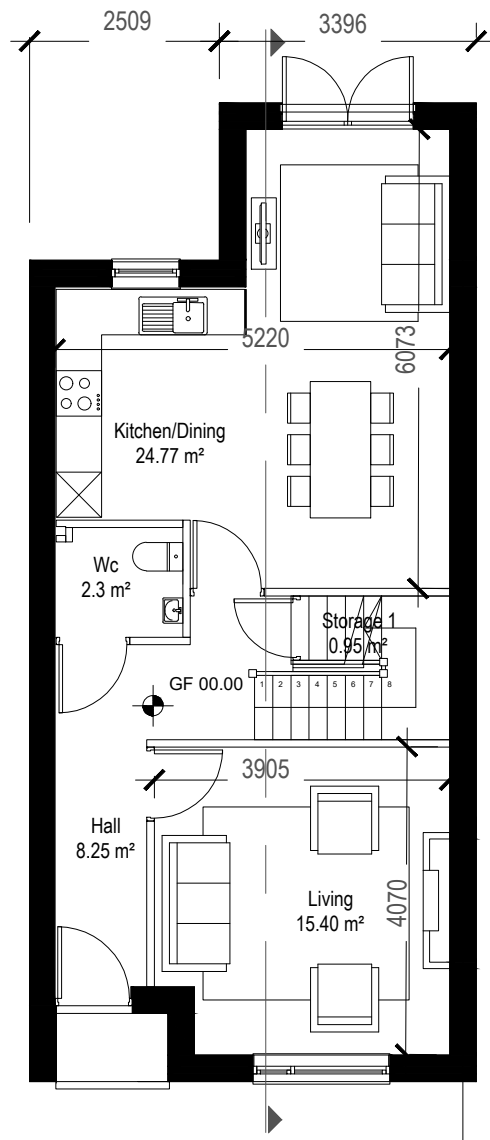 2509
3396
5220
6073
Kitchen/Dining
24.77 m²
Wc
2.3 m²
Storage 1
0.95 m²
GF 00.00
1 2 3 4 5 6 7 8
3905
Hall
8.25 m²
Living
15.40 m²
4070